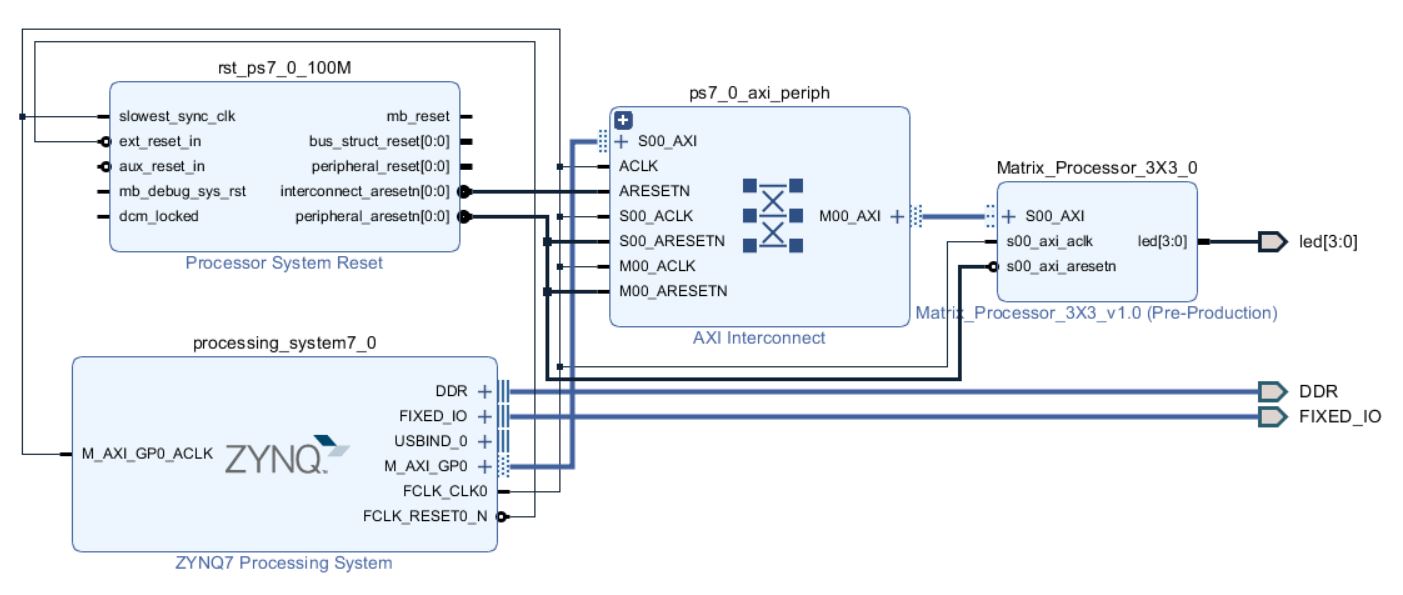 rst_ps7_0_100M
slowest_sync_clk
ext_reset_in
aux_reset_in
mb_debug_sys_rst
dcm_locked
mb_reset
bus_struct_reset[0:0]
peripheral_reset[0:0]
interconnect_aresetn[0:0]
peripheral_aresetn[0:0]
Processor System Reset
ps7_0_axi_periph
S00_AXI
ACLK
ARESETN
S00_ACLK
S00_ARESETN
M00_ACLK
M00_ARESETN
M00_AXI
AXI Interconnect
Matrix_Processor_3X3_0
S00_AXI
s00_axi_aclk
s00_axi_aresetn
led[3:0]
Matrix_Processor_3X3_v1.0 (Pre-Production)
led[3:0]
processing_system7_0
M_AXI_GP0_ACLK
ZYNQ
DDR
FIXED_IO
USBIND_0
M_AXI_GP0
FCLK_CLK0
FCLK_RESET0_N
ZYNQ7 Processing System
DDR
FIXED_IO